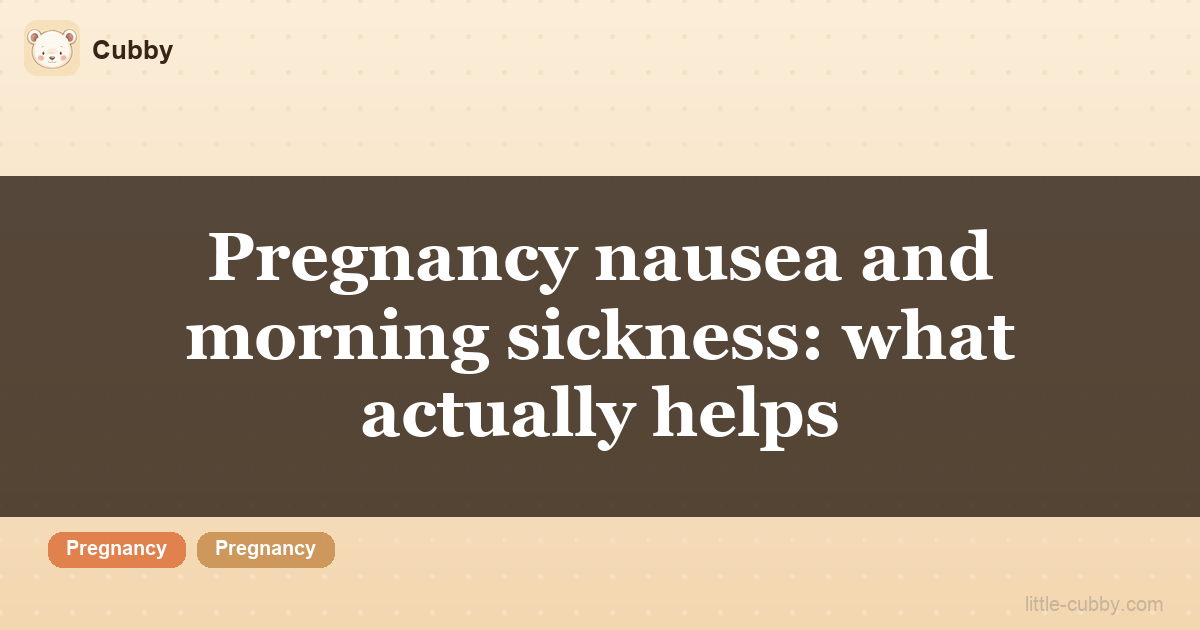 Cubby
Pregnancy nausea and
morning sickness: what
actually helps
Pregnancy
Pregnancy
little-cubby.com